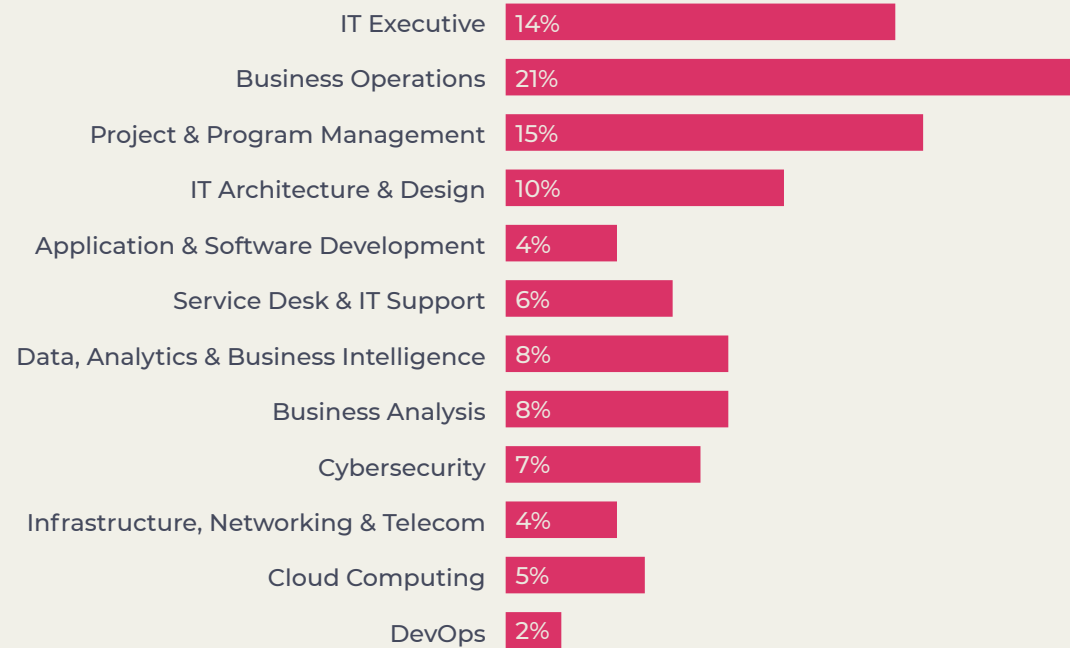 IT Executive 14%
Business Operations 21%
Project & Program Management 15%
IT Architecture & Design 10%
Application & Software Development 4%
Service Desk & IT Support 6%
Data, Analytics & Business Intelligence 8%
Business Analysis 8%
Cybersecurity 7%
Infrastructure, Networking & Telecom 4%
Cloud Computing 5%
DevOps 2%